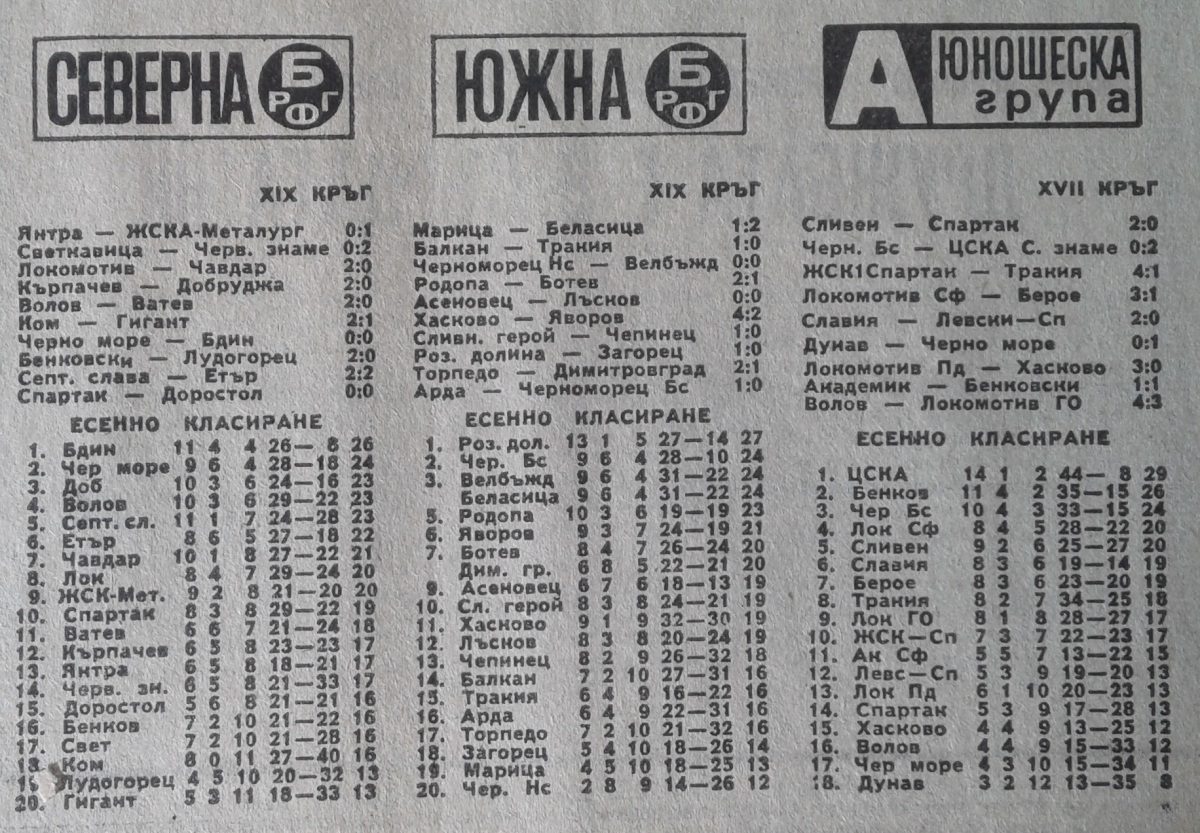 СЕВЕРНА Б РФГ
XIX КРЪГ
Янтра — ЖСКА-Металург 0:1
Светкавица — Черв. знаме 0:2
Локомотив — Чавдар 2:0
Кърпачев — Добруджа 2:0
Волов — Ватев 2:0
Ком — Гигант 2:1
Черно море — Бдин 0:0
Бенковски — Лудогорец 2:0
Септ. слава — Етър 2:2
Спартак — Доростол 0:0
ЕСЕННО КЛАСИРАНЕ
1. Бдин 11 4 4 26— 8 26
2. Чер море 9 6 4 28—18 24
3. Доб 10 3 6 24—16 23
4. Волов 10 3 6 29—22 23
5. Септ. сл. 11 1 7 24—28 23
6. Етър 8 6 5 27—18 22
7. Чавдар 10 1 8 27—22 21
8. Лок 8 4 7 29—24 20
9. ЖСК-Мет. 9 2 8 21—20 20
10. Спартак 8 3 8 29—22 19
11. Ватев 6 6 7 21—24 18
12. Кърпачев 6 5 8 23—23 17
13. Янтра 6 5 8 18—21 17
14. Черв. зн. 6 5 8 21—33 17
15. Доростол 5 6 8 21—21 16
16. Бенков 7 2 10 21—22 16
17. Свет 7 2 10 21—28 16
18. Ком 8 0 11 27—40 16
19. Лудогорец 4 5 10 20—32 13
20. Гигант 5 3 11 18—33 13
ЮЖНА Б РФГ
XIX КРЪГ
Марица — Беласица 1:2
Балкан — Тракия 1:0
Черноморец Нс — Велбъжд 0:0
Родопа — Ботев 2:1
Асеновец — Лъснов 0:0
Хасково — Яворов 4:2
Сливн. герой — Чепинец 1:0
Роз. долина — Загорец 1:0
Торпедо — Димитровград 2:1
Арда — Черноморец Бс 1:0
ЕСЕННО КЛАСИРАНЕ
1. Роз. дол. 13 1 5 27—14 27
2. Чер. Бс 9 6 4 28—10 24
3. Велбъжд 9 6 4 31—22 24
Беласица 9 6 4 31—22 24
5. Родопа 10 3 6 19—19 23
6. Яворов 9 3 7 24—19 21
7. Ботев 8 4 7 26—24 20
Дим. гр. 6 8 5 22—21 20
9. Асеновец 6 7 6 18—13 19
10. Сл. герой 8 3 8 24—21 19
11. Хасково 9 1 9 32—30 19
12. Лъснов 8 3 8 20—24 19
13. Чепинец 8 2 9 26—32 18
14. Балкан 7 2 10 27—31 16
15. Тракия 6 4 9 16—22 16
16. Арда 6 4 9 22—31 16
17. Торпедо 7 2 10 21—32 16
18. Загорец 5 4 10 18—26 14
19. Марица 4 5 10 18—25 13
20. Чер. Нс 2 8 9 14—26 12
А ЮНОШЕСКА
група
XVII КРЪГ
Сливен — Спартак 2:0
Черн. Бс — ЦСКА С. знаме 0:2
ЖСК1Спартак — Тракия 4:1
Локомотив Сф — Берое 3:1
Славия — Левски—Сп 2:0
Дунав — Черно море 0:1
Локомотив Пд — Хасково 3:0
Академик — Бенковски 1:1
Волов — Локомотив ГО 4:3
ЕСЕННО КЛАСИРАНЕ
1. ЦСКА 14 1 2 44— 8 29
2. Бенков 11 4 2 35—15 26
3. Чер Бс 10 4 3 33—15 24
4. Лок Сф 8 4 5 28—22 20
5. Сливен 9 2 6 25—27 20
6. Славия 8 3 6 19—14 19
7. Берое 8 3 6 23—20 19
8. Тракия 8 2 7 34—25 18
9. Лок ГО 8 1 8 28—27 17
10. ЖСК—Сп 7 3 7 22—23 17
11. Ак Сф 5 5 7 13—22 15
12. Левс—Сп 5 3 9 19—20 13
13. Лок Пд 6 1 10 20—23 13
14. Спартак 5 3 9 17—28 13
15. Хасково 4 4 9 13—25 12
16. Волов 4 4 9 15—33 12
17. Чер море 4 3 10 15—34 11
18. Дунав 3 2 12 13—35 8